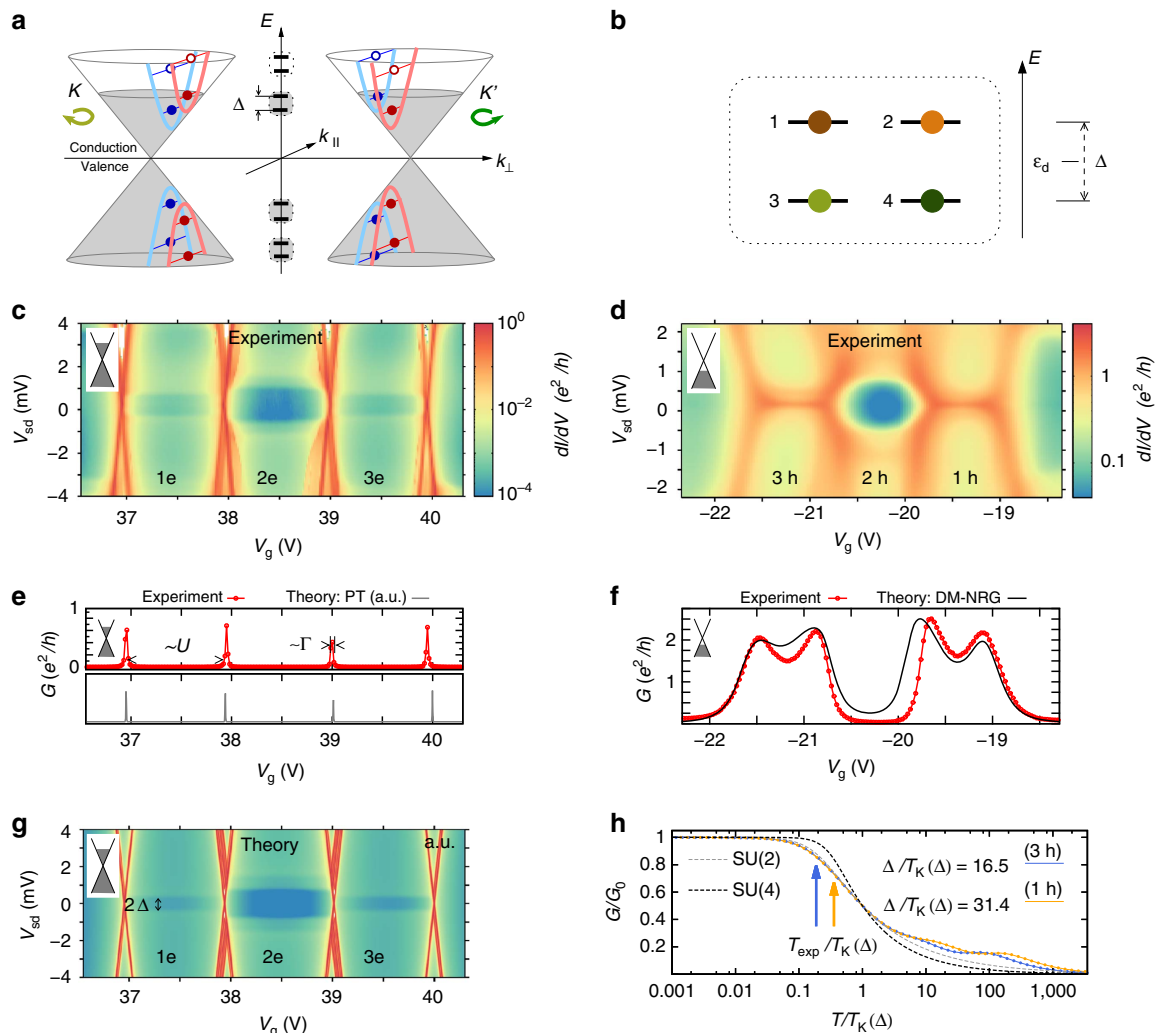 a
E
K
K'
Δ
k||
Conduction
Valence
k⊥
b
E
1
2
εd
Δ
3
4
c
4
2
0
−2
−4
Vsd (mV)
Experiment
1e
2e
3e
37
38
39
40
Vg (V)
10^0
10^−2
10^−4
dI/dV (e²/h)
d
2
1
0
−1
−2
Vsd (mV)
Experiment
3 h
2 h
1 h
−22
−21
−20
−19
Vg (V)
1
0.1
dI/dV (e²/h)
e
Experiment
Theory: PT (a.u.)
1
0
G (e²/h)
~U
~Γ
37
38
39
40
Vg (V)
f
Experiment
Theory: DM-NRG
2
1
G (e²/h)
−22
−21
−20
−19
Vg (V)
g
4
2
0
−2
−4
Vsd (mV)
Theory
a.u.
2Δ
1e
2e
3e
37
38
39
40
Vg (V)
h
1
0.8
0.6
0.4
0.2
G/G0
SU(2)
SU(4)
Δ/TK(Δ) = 16.5
(3 h)
Δ/TK(Δ) = 31.4
(1 h)
Texp/TK(Δ)
0.001
0.01
0.1
1
10
100
1,000
T/TK(Δ)